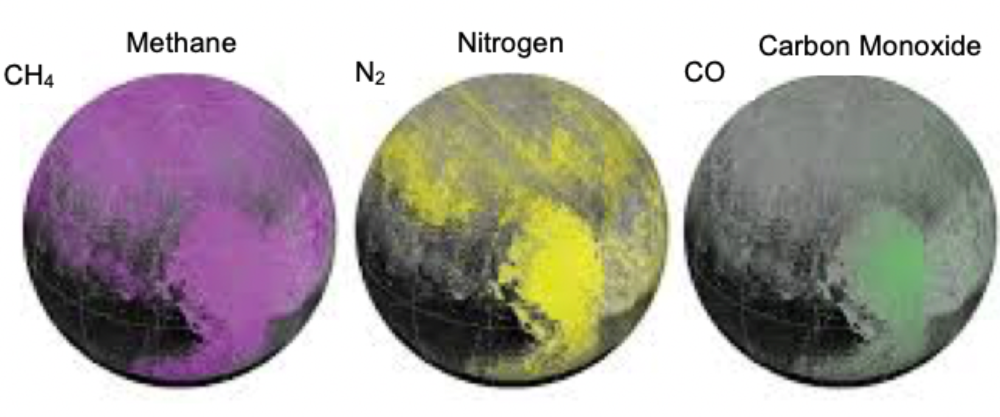 Methane
CH₄
Nitrogen
N₂
Carbon Monoxide
CO